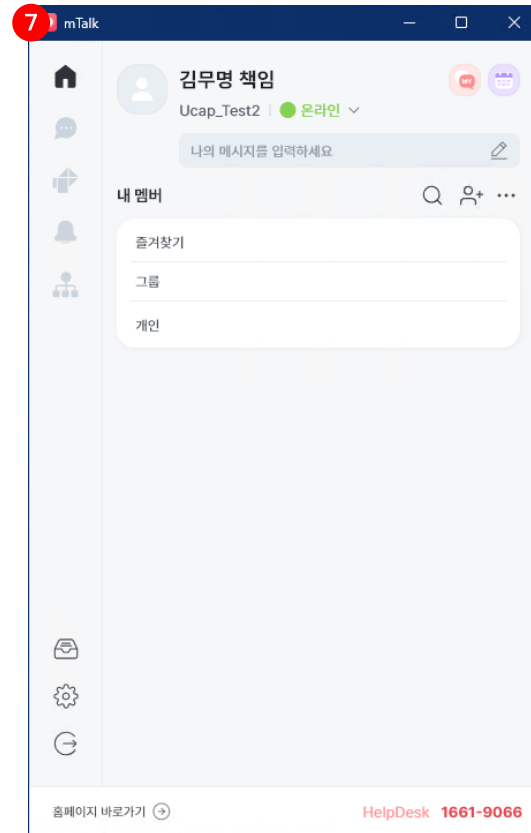 7 mTalk
김무명 책임
MY
Ucap_Test2 온라인
나의 메시지를 입력하세요
내 멤버
즐겨찾기
그룹
개인
홈페이지 바로가기
HelpDesk 1661-9066